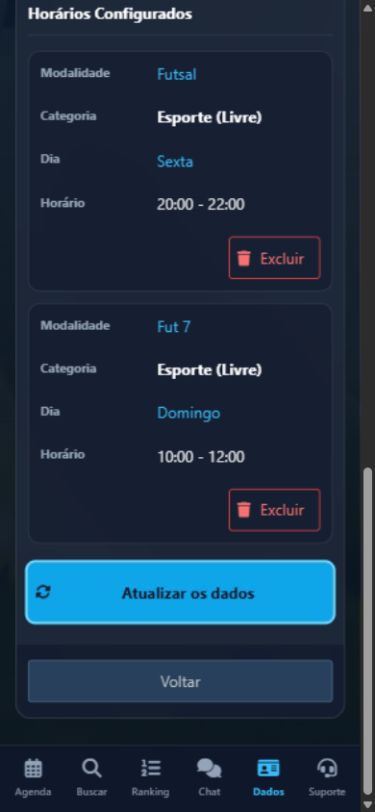 Horários Configurados
Modalidade Futsal
Categoria Esporte (Livre)
Dia Sexta
Horário 20:00 - 22:00
Excluir
Modalidade Fut 7
Categoria Esporte (Livre)
Dia Domingo
Horário 10:00 - 12:00
Excluir
Atualizar os dados
Voltar
Agenda Buscar Ranking Chat Dados Suporte